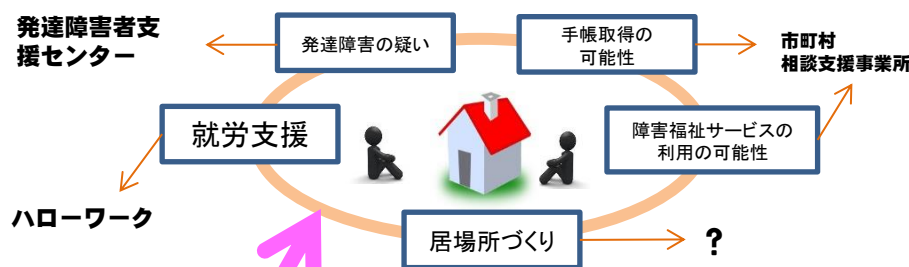 発達障害者支
援センター
発達障害の疑い
手帳取得の
可能性
市町村
相談支援事業所
就労支援
障害福祉サービスの
利用の可能性
ハローワーク
居場所づくり
?